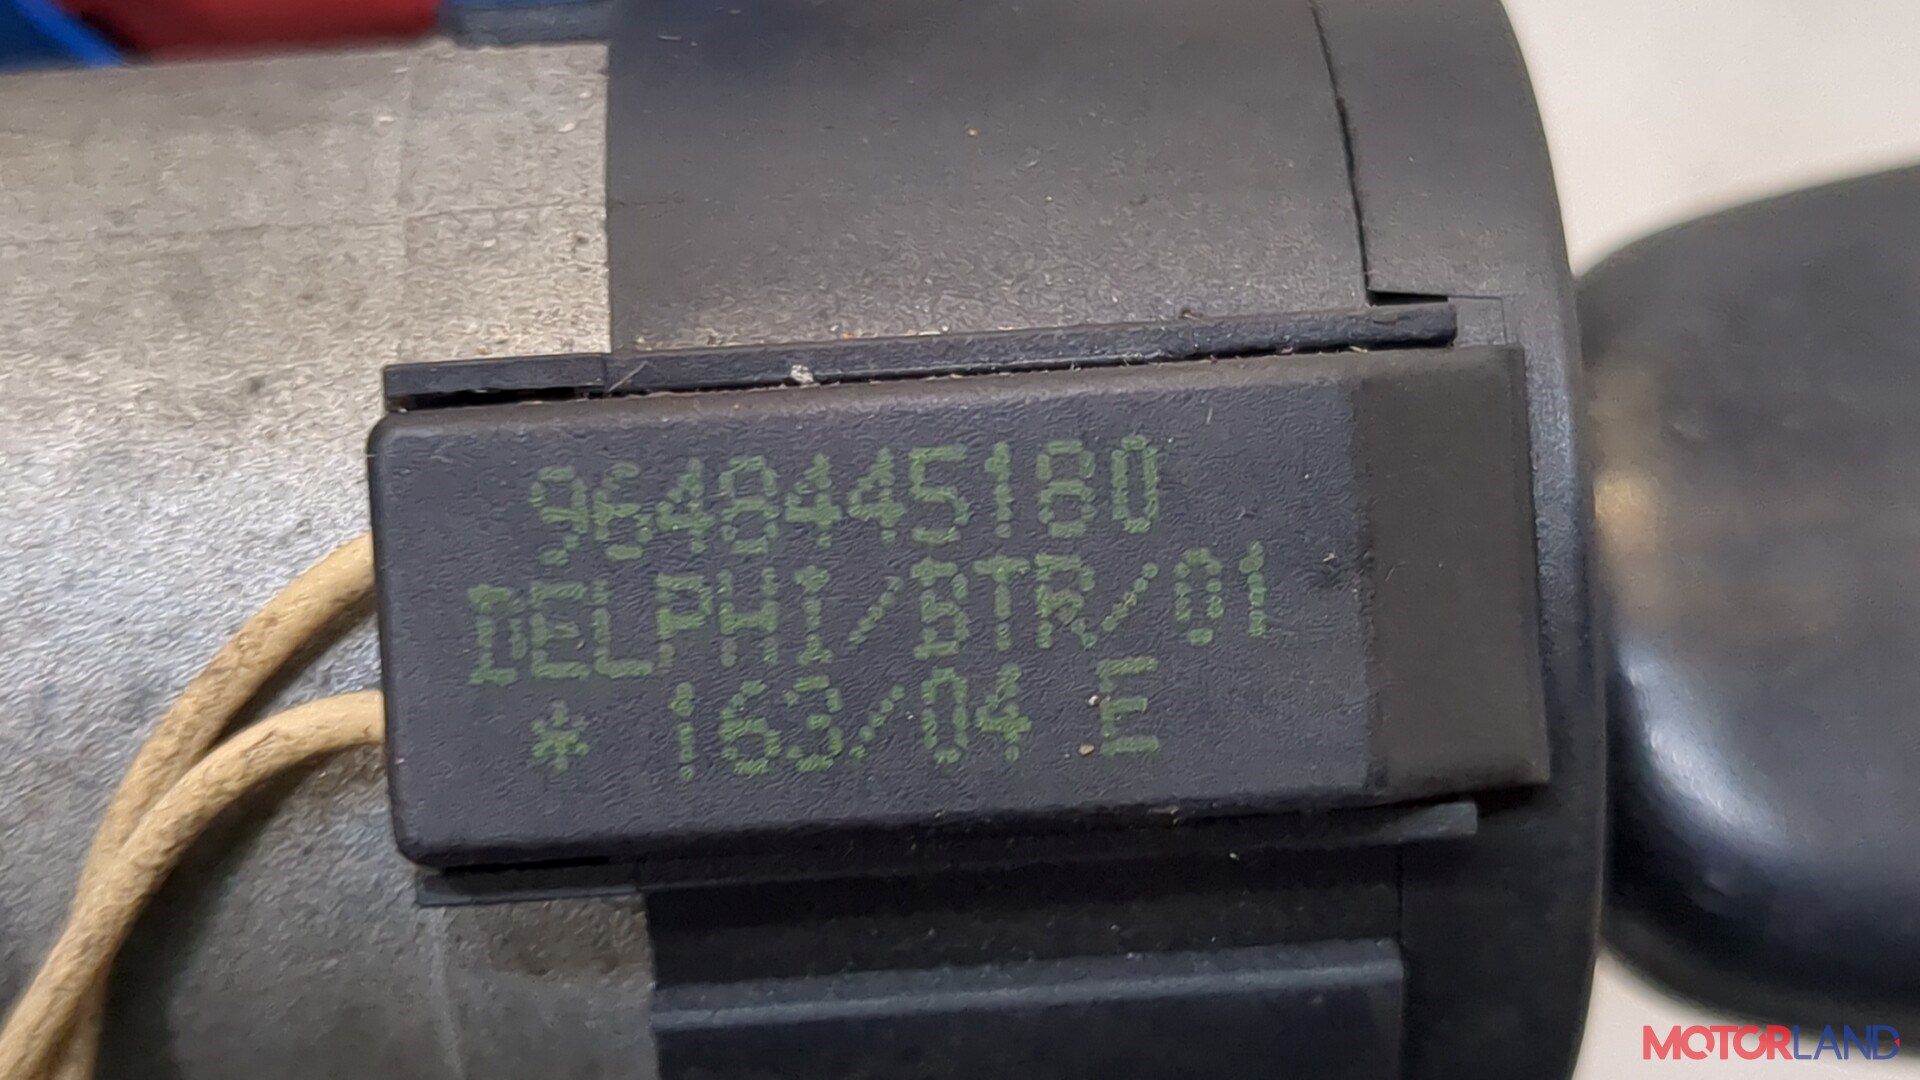 9648445180
DELPHI/BTR/01
* 163/04 E
MOTORLAND